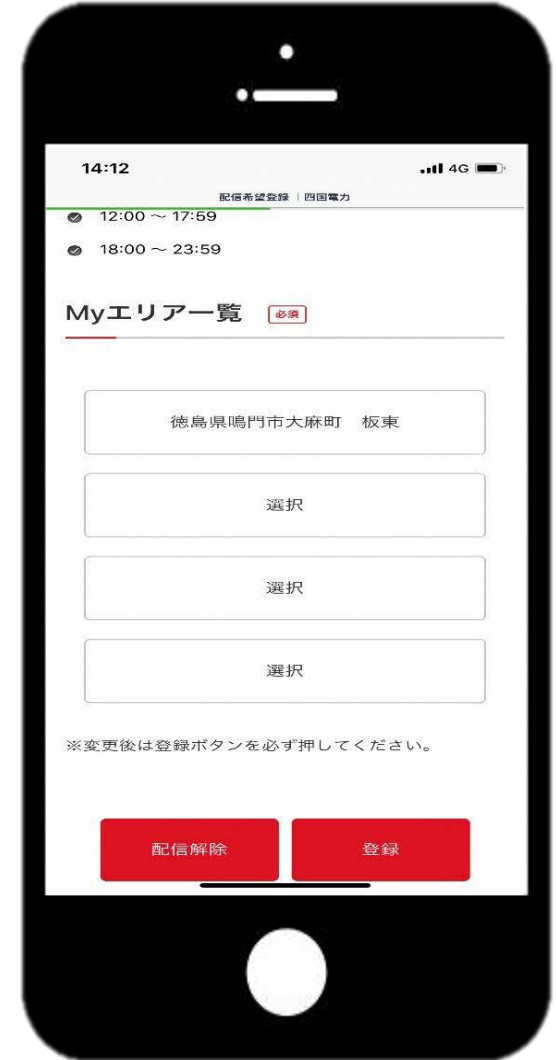 14:12 4G
配信希望登録 | 四国電力
12:00 ~ 17:59
18:00 ~ 23:59
Myエリア一覧 必須
徳島県鳴門市大麻町　板東
選択
選択
選択
※変更後は登録ボタンを必ず押してください。
配信解除 登録